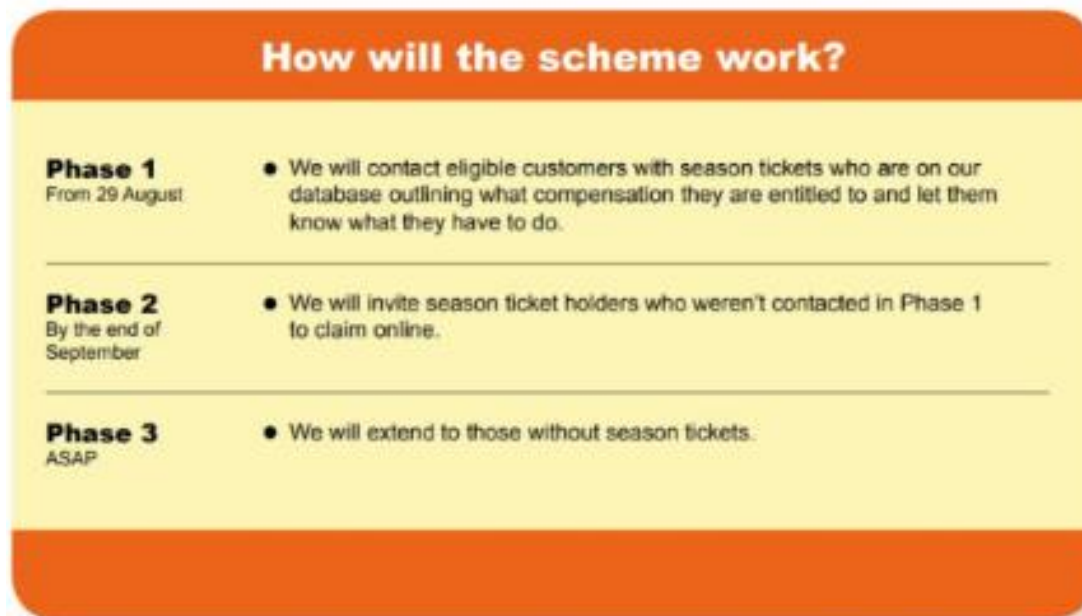 How will the scheme work?
Phase 1
From 29 August
● We will contact eligible customers with season tickets who are on our
database outlining what compensation they are entitled to and let them
know what they have to do.
Phase 2
By the end of
September
● We will invite season ticket holders who weren't contacted in Phase 1
to claim online.
Phase 3
ASAP
● We will extend to those without season tickets.